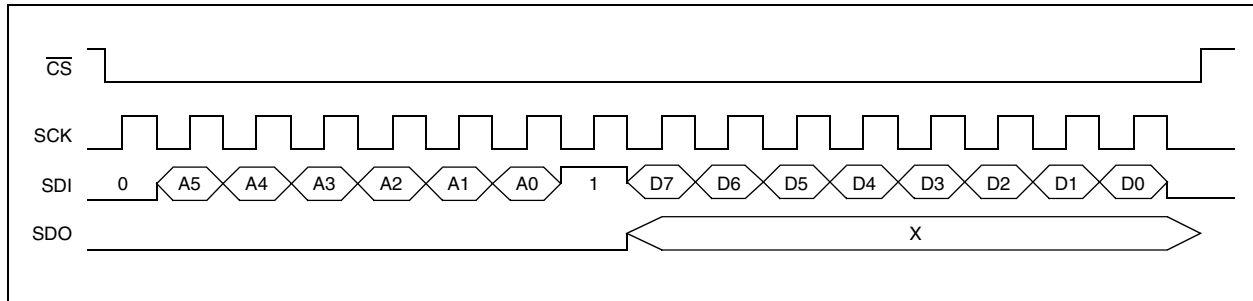 CS
SCK
SDI 0 A5 A4 A3 A2 A1 A0 1 D7 D6 D5 D4 D3 D2 D1 D0
SDO X